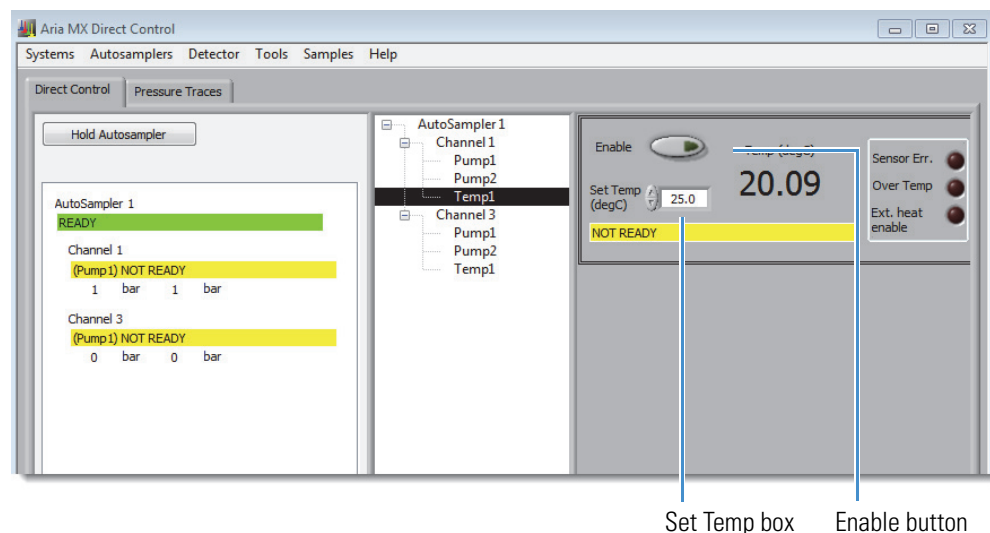 Aria MX Direct Control
Systems Autosamplers Detector Tools Samples Help
Direct Control Pressure Traces
Hold Autosampler
AutoSampler 1
READY
Channel 1
(Pump1) NOT READY
1 bar 1 bar
Channel 3
(Pump1) NOT READY
0 bar 0 bar
AutoSampler 1
Channel 1
Pump1
Pump2
Temp1
Channel 3
Pump1
Pump2
Temp1
Enable
Temp (degC)
20.09
Set Temp
(degC)
25.0
NOT READY
Sensor Err.
Over Temp
Ext. heat
enable
Set Temp box Enable button